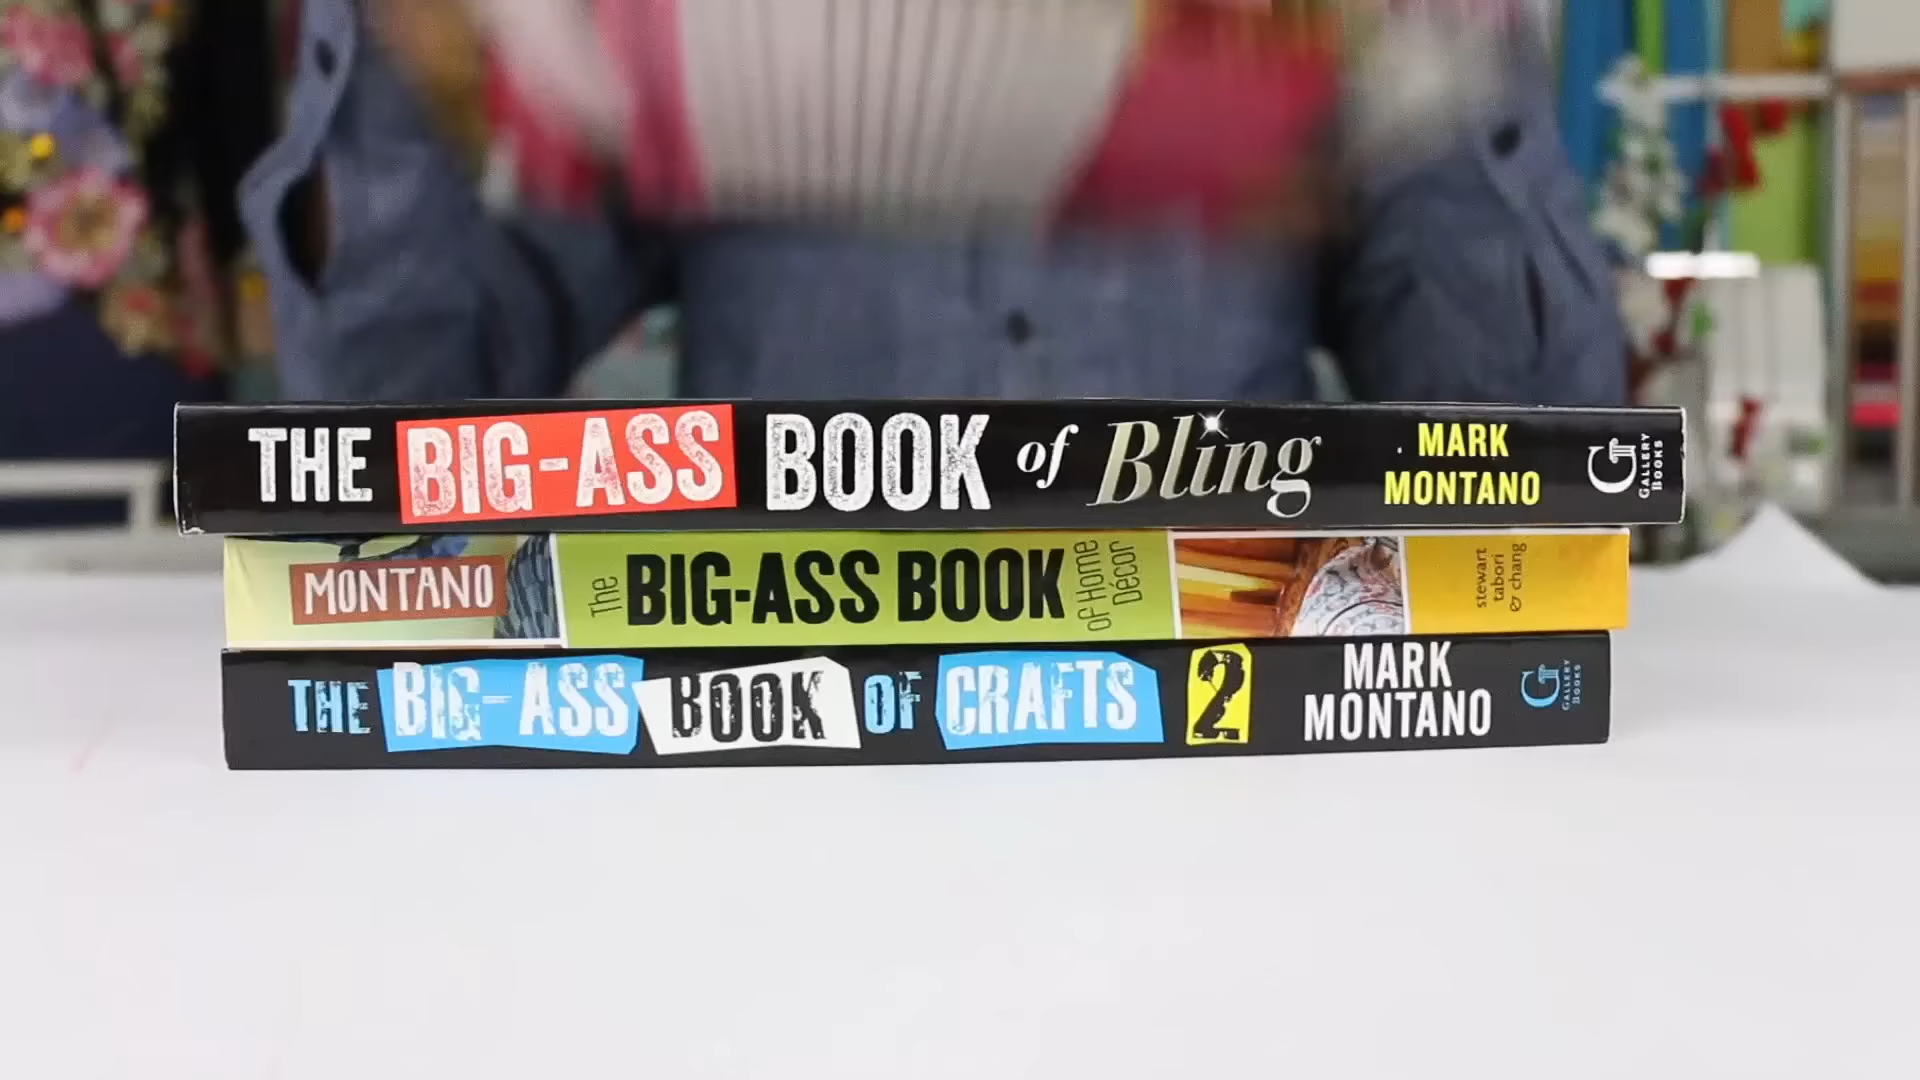 THE BIG-ASS BOOK of Bling
MARK
MONTANO
G
GALLERY
BOOKS
MONTANO
The
BIG-ASS BOOK
of Home
Décor
stewart
tabori
& chang
THE BIG-ASS BOOK OF CRAFTS 2
MARK
MONTANO
G
GALLERY
BOOKS